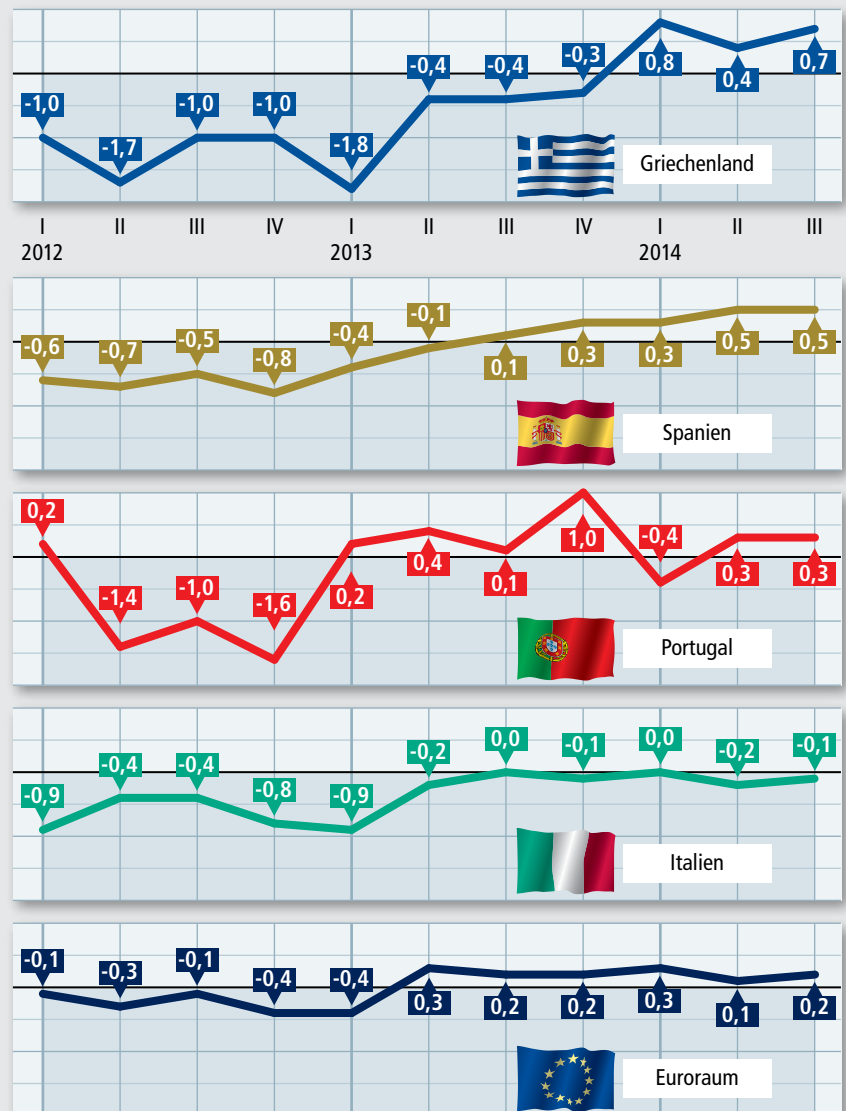 -1,0 -1,7 -1,0 -1,0 -1,8 -0,4 -0,4 -0,3 0,8 0,4 0,7
Griechenland
I II III IV I II III IV I II III
2012 2013 2014
-0,6 -0,7 -0,5 -0,8 -0,4 -0,1 0,1 0,3 0,3 0,5 0,5
Spanien
0,2 -1,4 -1,0 -1,6 0,2 0,4 0,1 1,0 -0,4 0,3 0,3
Portugal
-0,9 -0,4 -0,4 -0,8 -0,9 -0,2 0,0 -0,1 0,0 -0,2 -0,1
Italien
-0,1 -0,3 -0,1 -0,4 -0,4 0,3 0,2 0,2 0,3 0,1 0,2
Euroraum